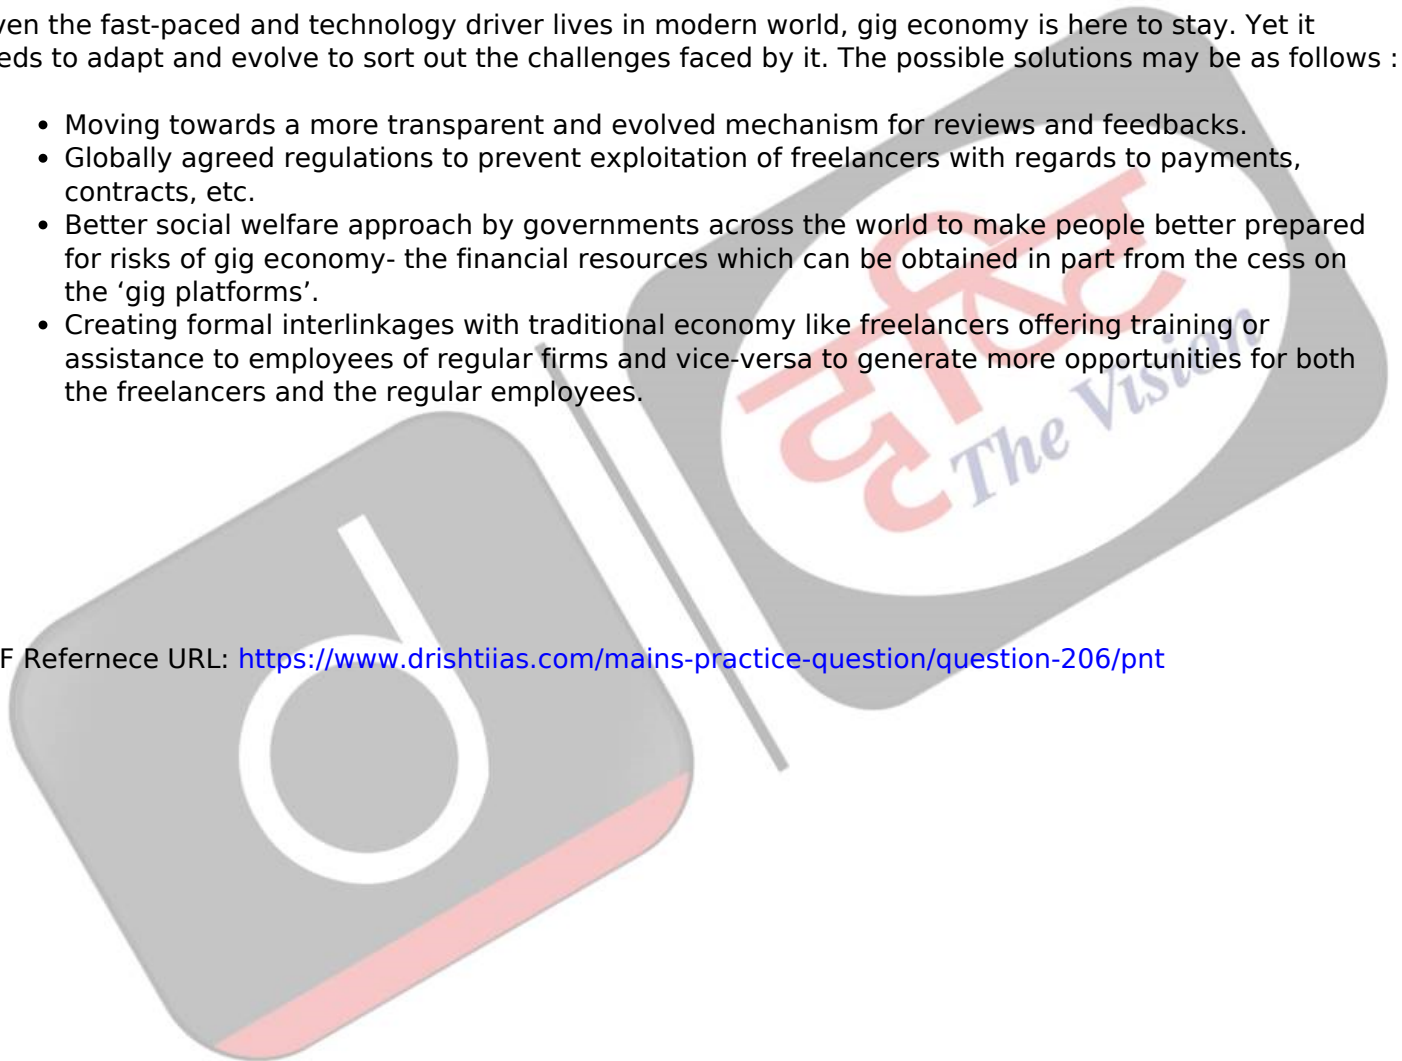 ven the fast-paced and technology driver lives in modern world, gig economy is here to stay. Yet it
eds to adapt and evolve to sort out the challenges faced by it. The possible solutions may be as follows :
• Moving towards a more transparent and evolved mechanism for reviews and feedbacks.
• Globally agreed regulations to prevent exploitation of freelancers with regards to payments,
contracts, etc.
• Better social welfare approach by governments across the world to make people better prepared
for risks of gig economy- the financial resources which can be obtained in part from the cess on
the ‘gig platforms’.
• Creating formal interlinkages with traditional economy like freelancers offering training or
assistance to employees of regular firms and vice-versa to generate more opportunities for both
the freelancers and the regular employees.
दृष्टि
The Vision
d
F Refernece URL: https://www.drishtiias.com/mains-practice-question/question-206/pnt